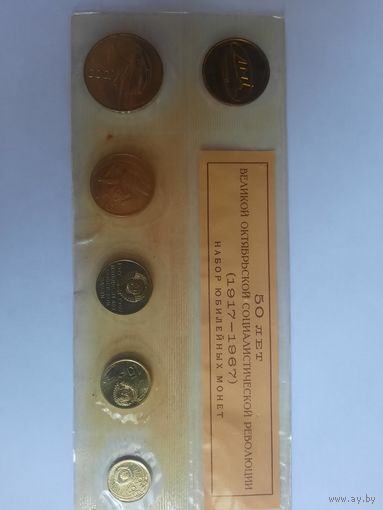 50 ЛЕТ
ВЕЛИКОЙ ОКТЯБРЬСКОЙ СОЦИАЛИСТИЧЕСКОЙ РЕВОЛЮЦИИ
(1917—1967)
НАБОР ЮБИЛЕЙНЫХ МОНЕТ
www.ay.by